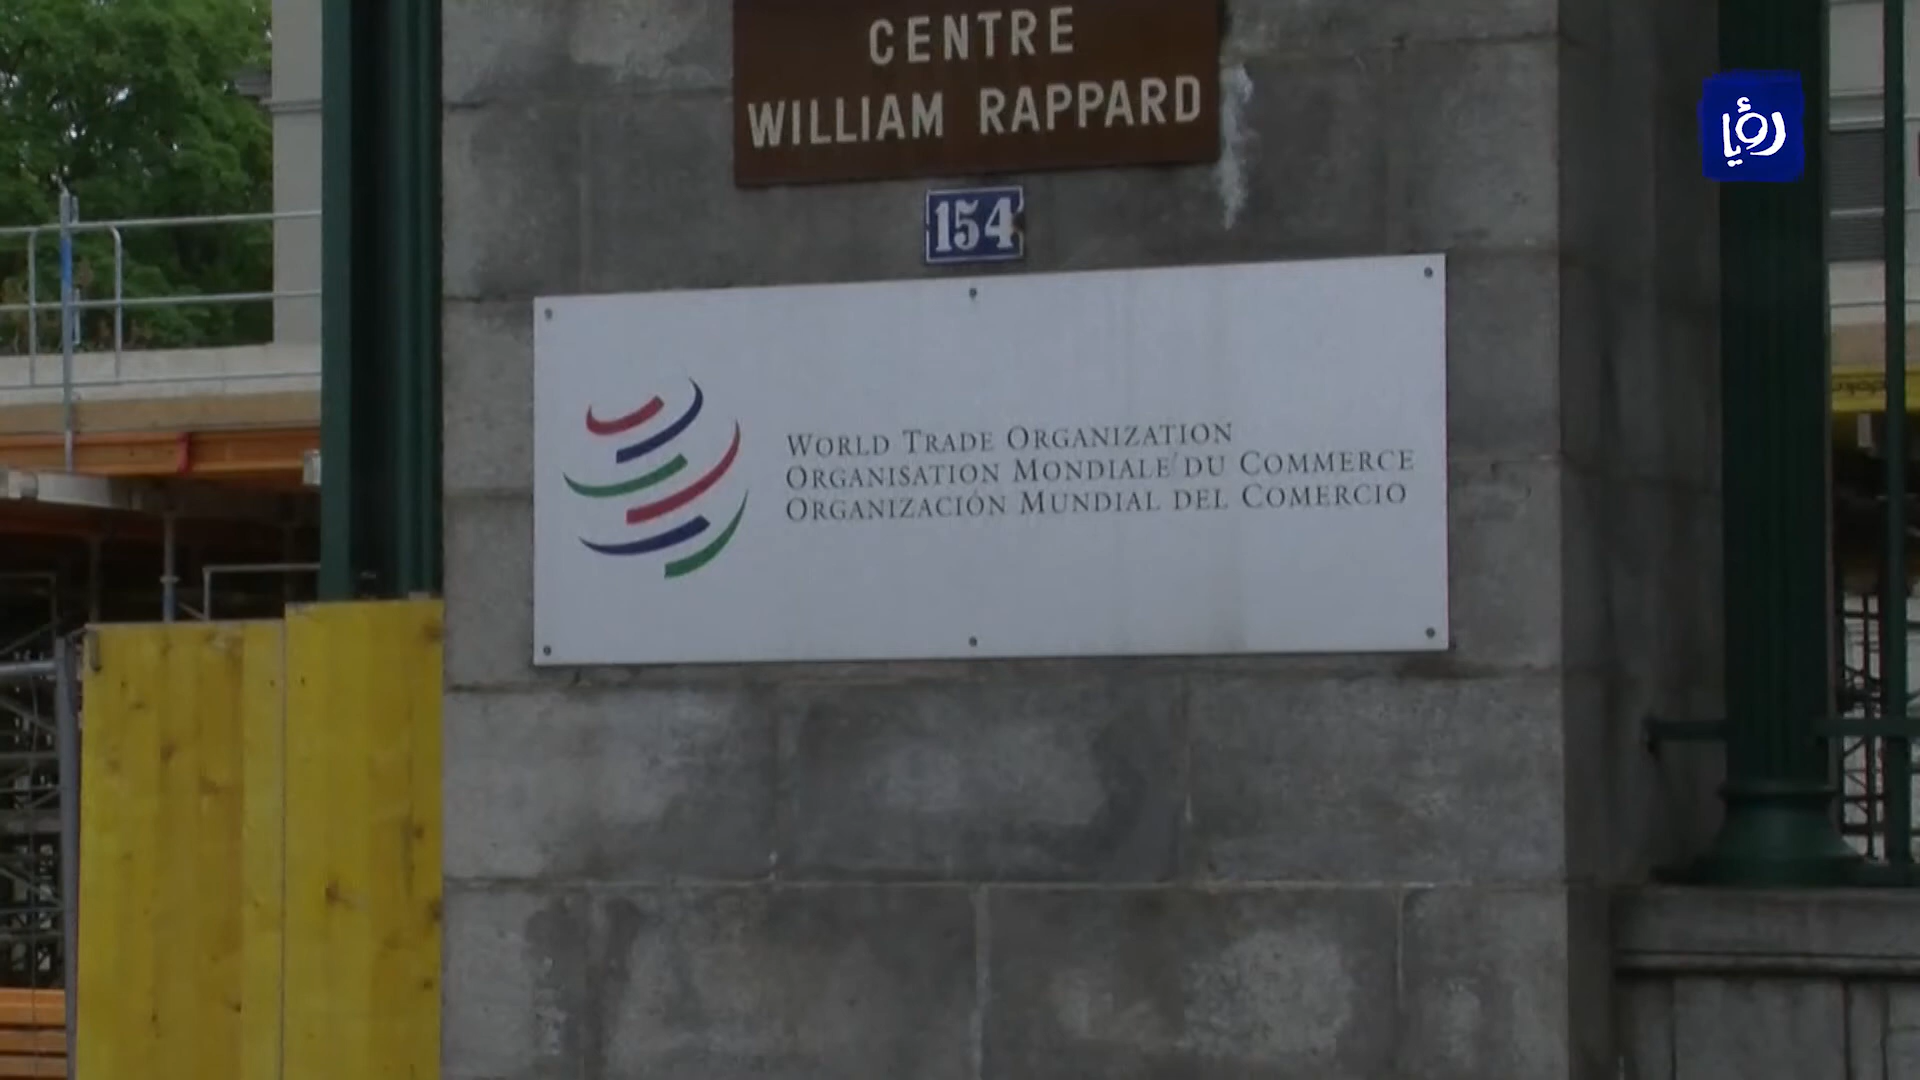 CENTRE
WILLIAM RAPPARD
رؤيا
154
WORLD TRADE ORGANIZATION
ORGANISATION MONDIALE DU COMMERCE
ORGANIZACIÓN MUNDIAL DEL COMERCIO